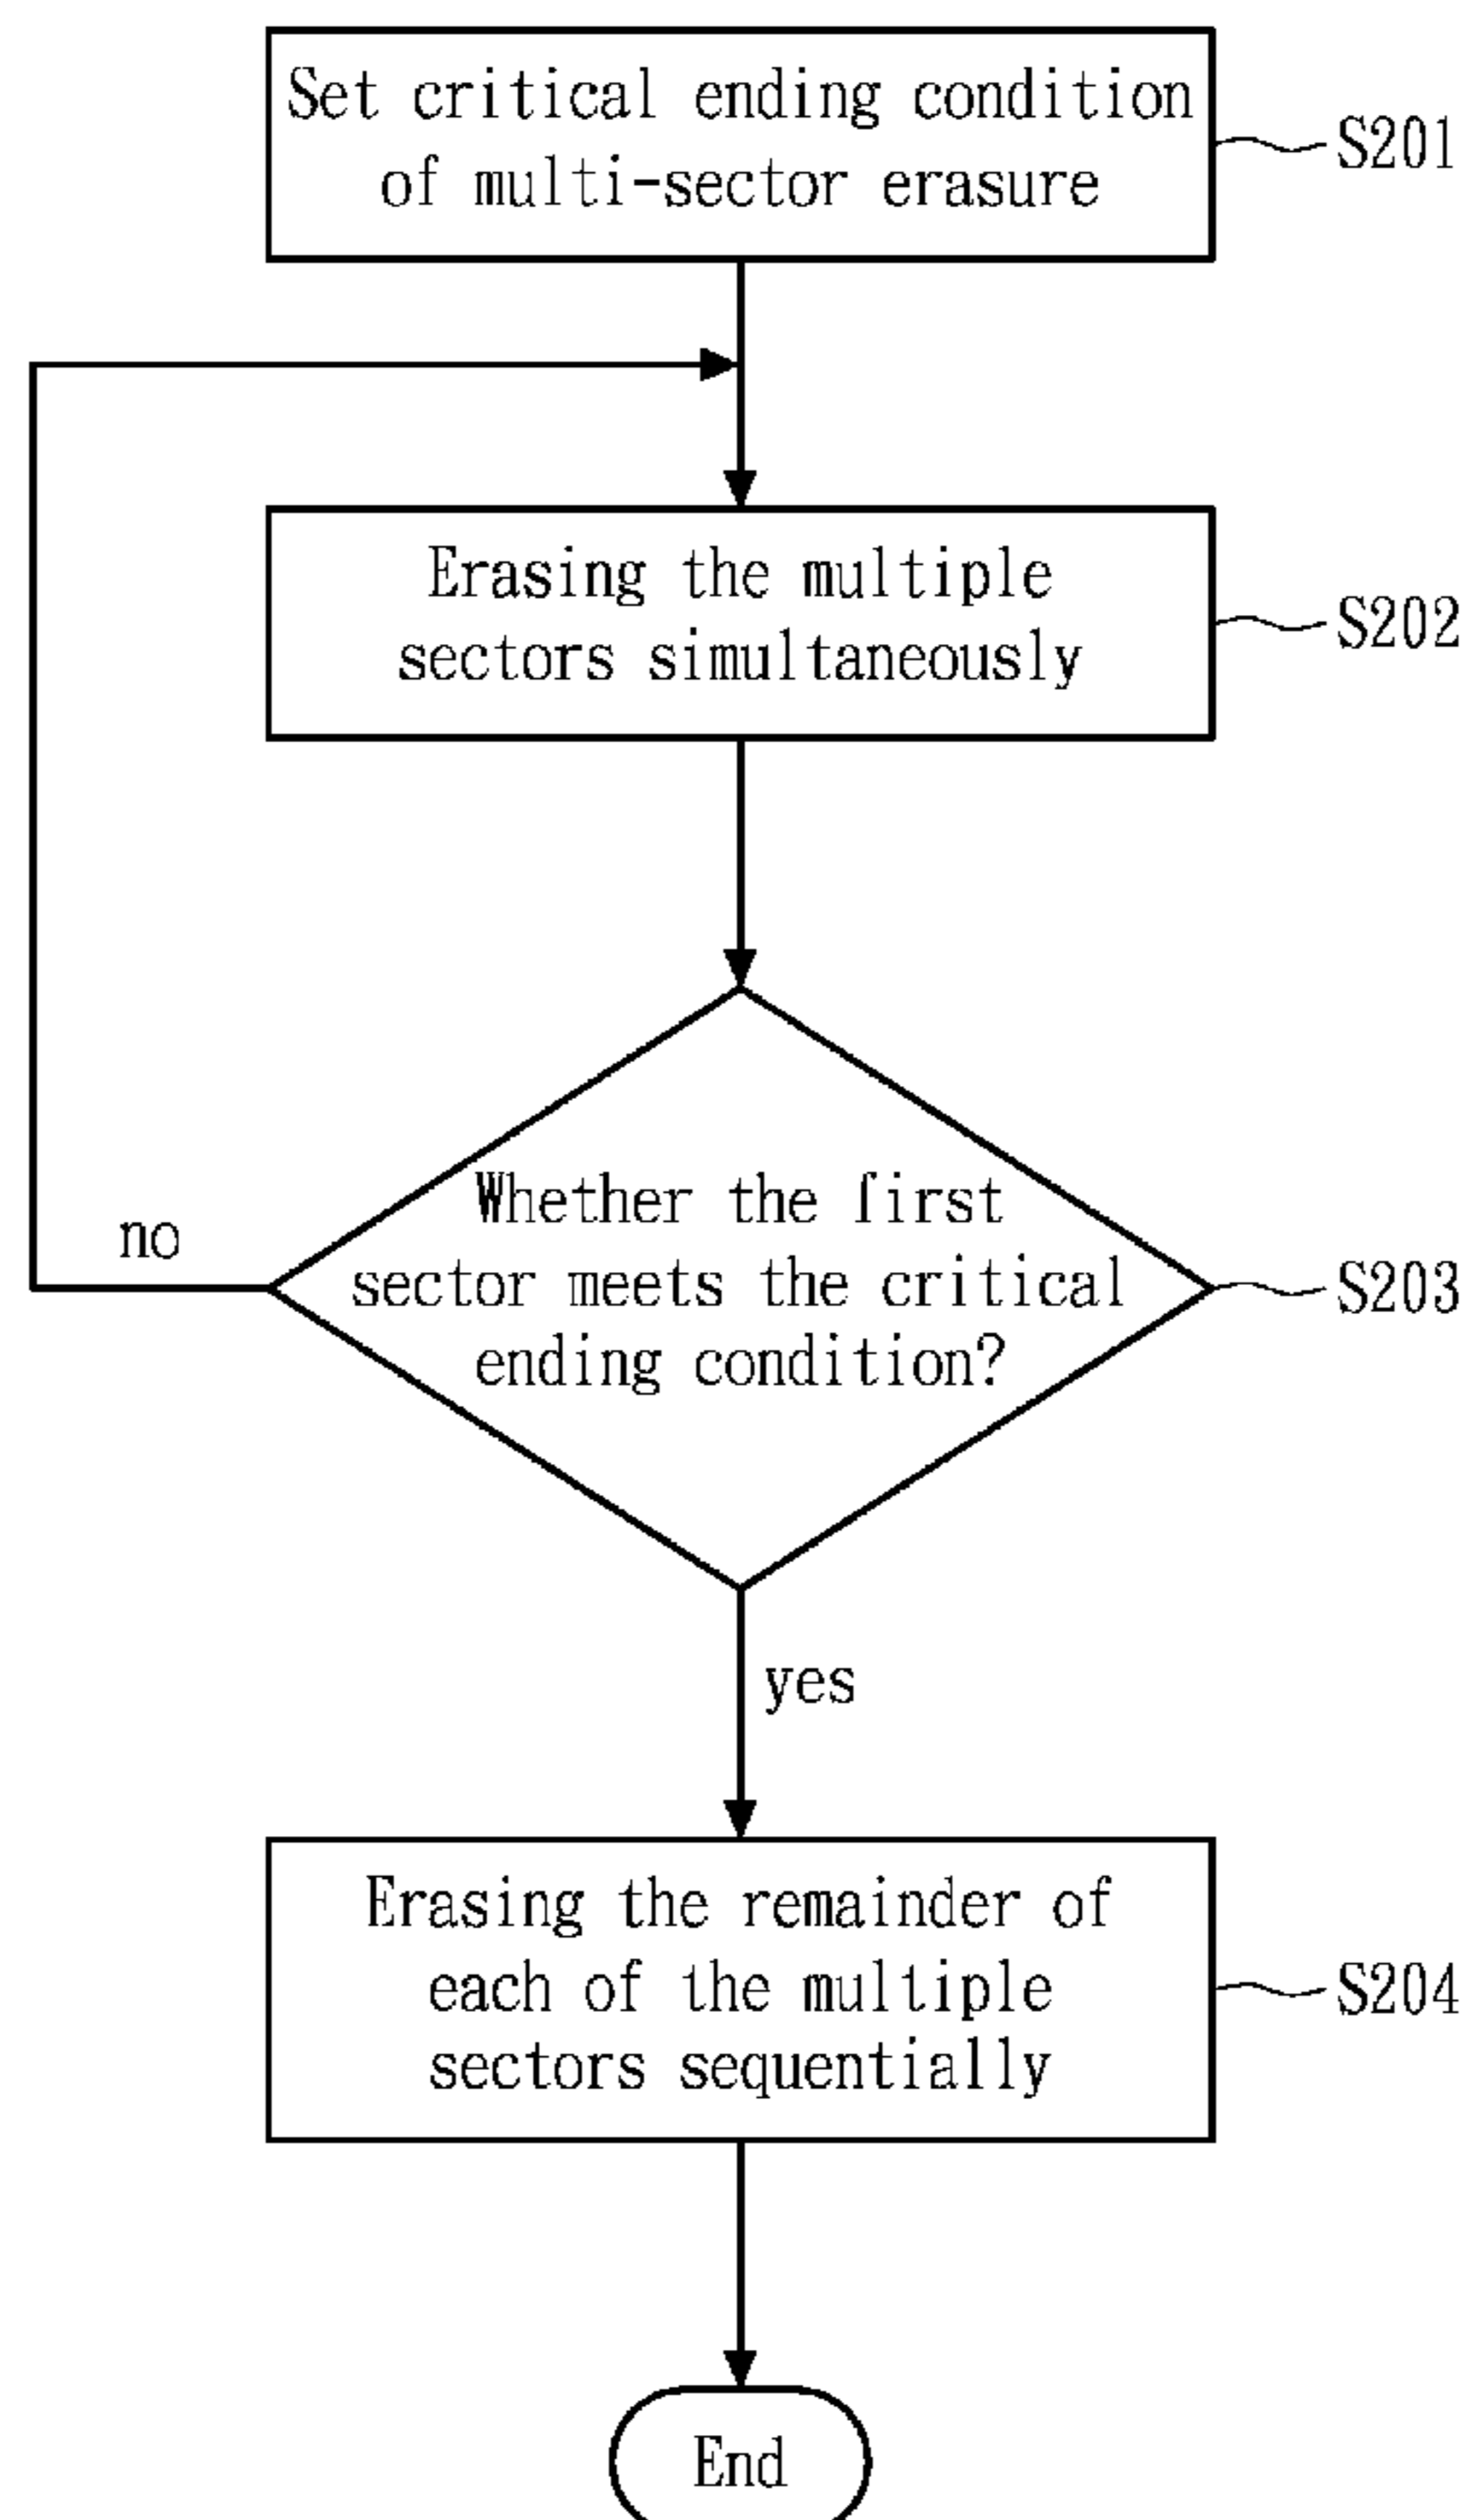 Set critical ending condition
of multi-sector erasure
S201
Erasing the multiple
sectors simultaneously
S202
Whether the first
sector meets the critical
ending condition?
S203
no
yes
Erasing the remainder of
each of the multiple
sectors sequentially
S204
End